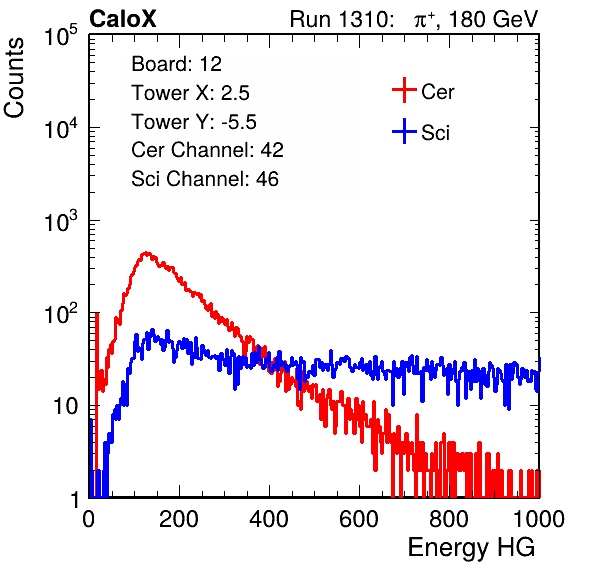 CaloX Run 1310: π⁺, 180 GeV
Counts
10⁵
10⁴
10³
10²
10
1
Board: 12
Tower X: 2.5
Tower Y: -5.5
Cer Channel: 42
Sci Channel: 46
Cer
Sci
0 200 400 600 800 1000
Energy HG